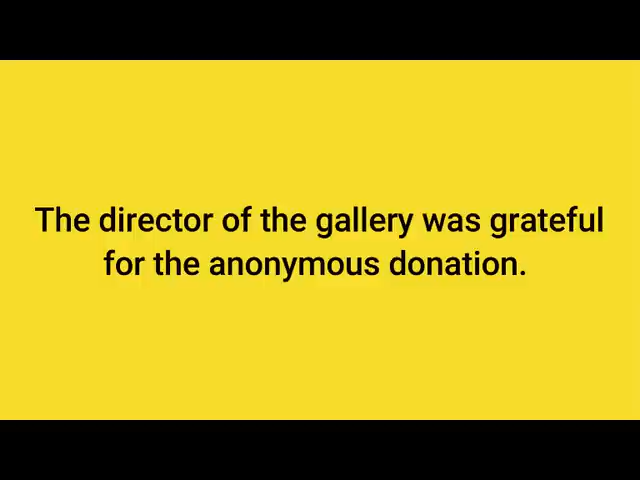 The director of the gallery was grateful
for the anonymous donation.